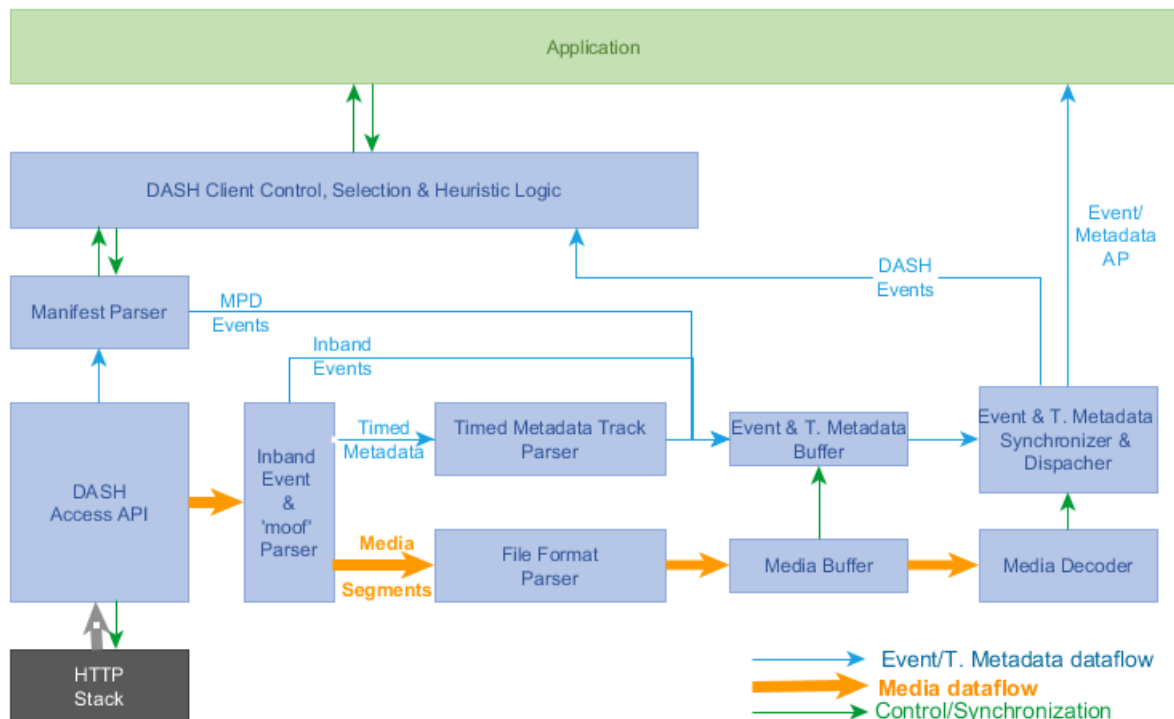 Application
DASH Client Control, Selection & Heuristic Logic
Event/
Metadata
AP
DASH
Events
Manifest Parser
MPD
Events
Inband
Events
DASH
Access API
Inband
Event
&
'moof'
Parser
Timed
Metadata
Timed Metadata Track
Parser
Event & T. Metadata
Buffer
Event & T. Metadata
Synchronizer &
Dispacher
Media
Segments
File Format
Parser
Media Buffer
Media Decoder
HTTP
Stack
Event/T. Metadata dataflow
Media dataflow
Control/Synchronization